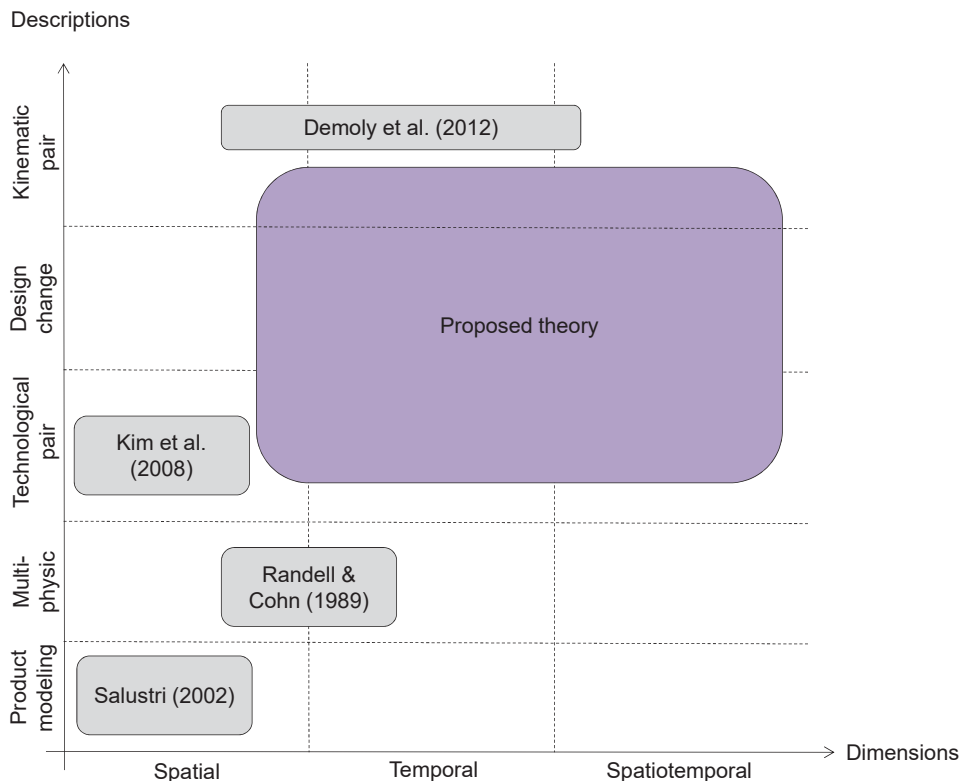 Descriptions
Kinematic
pair
Demoly et al. (2012)
Design
change
Proposed theory
Technological
pair
Kim et al.
(2008)
Multi-
physic
Randell &
Cohn (1989)
Product
modeling
Salustri (2002)
Dimensions
Spatial
Temporal
Spatiotemporal